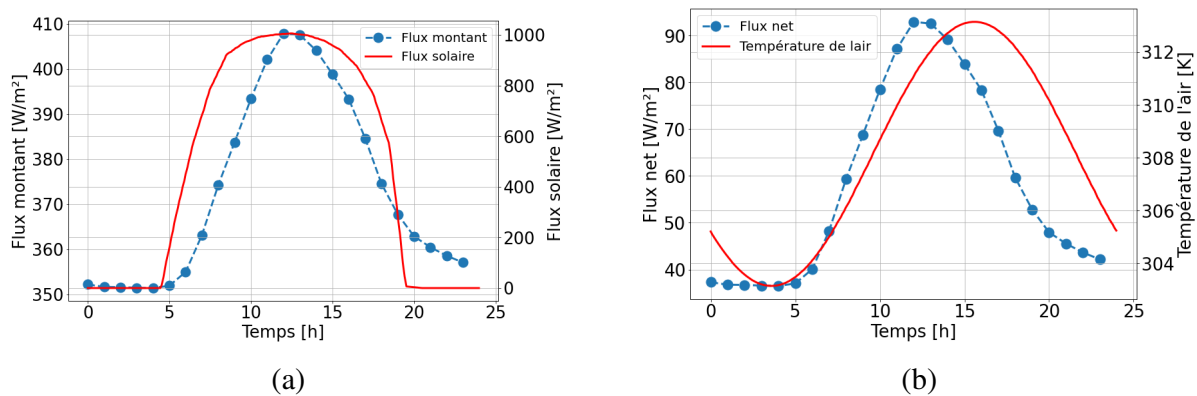 Flux montant [W/m²]
410
400
390
380
370
360
350
Flux montant
Flux solaire
1000
800
600
400
200
0
Flux solaire [W/m²]
0 5 10 15 20 25
Temps [h]
(a)
Flux net [W/m²]
90
80
70
60
50
40
Flux net
Température de lair
312
310
308
306
304
Température de l'air [K]
0 5 10 15 20 25
Temps [h]
(b)